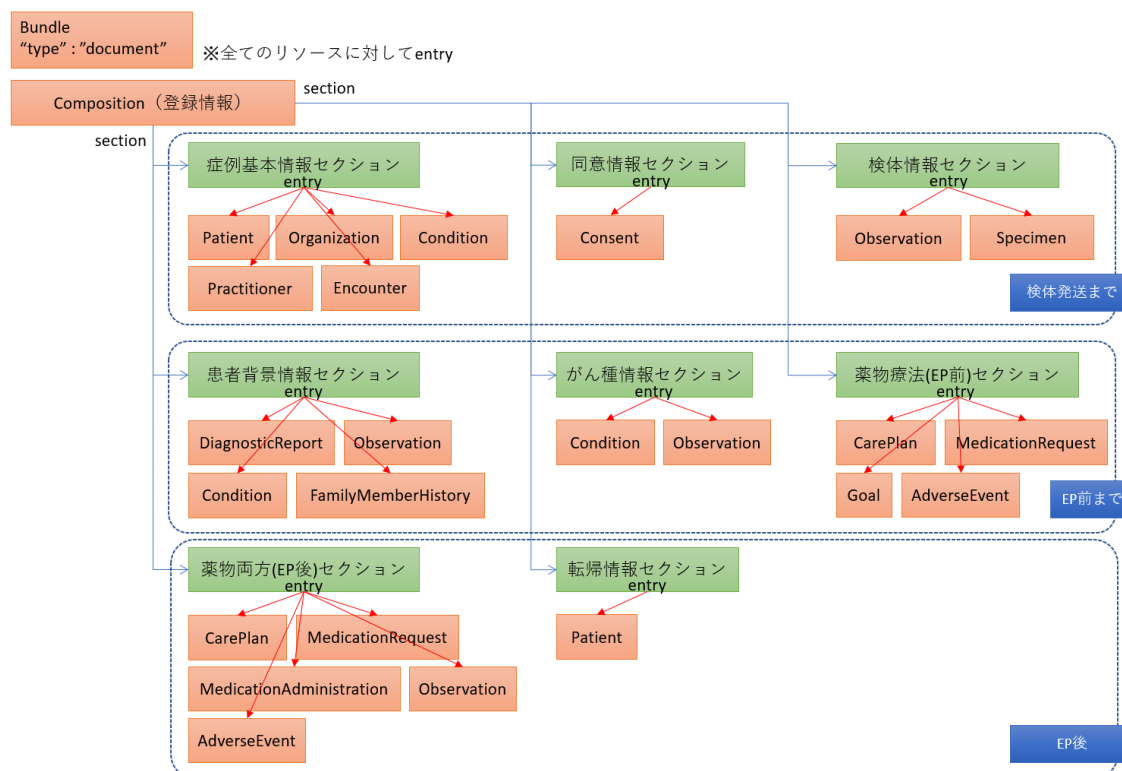 Bundle
“type” : ”document”
※全てのリソースに対してentry
Composition（登録情報）
section
section
症例基本情報セクション
entry
同意情報セクション
entry
検体情報セクション
entry
Patient
Organization
Condition
Consent
Observation
Specimen
Practitioner
Encounter
検体発送まで
患者背景情報セクション
entry
がん種情報セクション
entry
薬物療法(EP前)セクション
entry
DiagnosticReport
Observation
Condition
Observation
CarePlan
MedicationRequest
Condition
FamilyMemberHistory
Goal
AdverseEvent
EP前まで
薬物両方(EP後)セクション
entry
転帰情報セクション
entry
CarePlan
MedicationRequest
Patient
MedicationAdministration
Observation
AdverseEvent
EP後